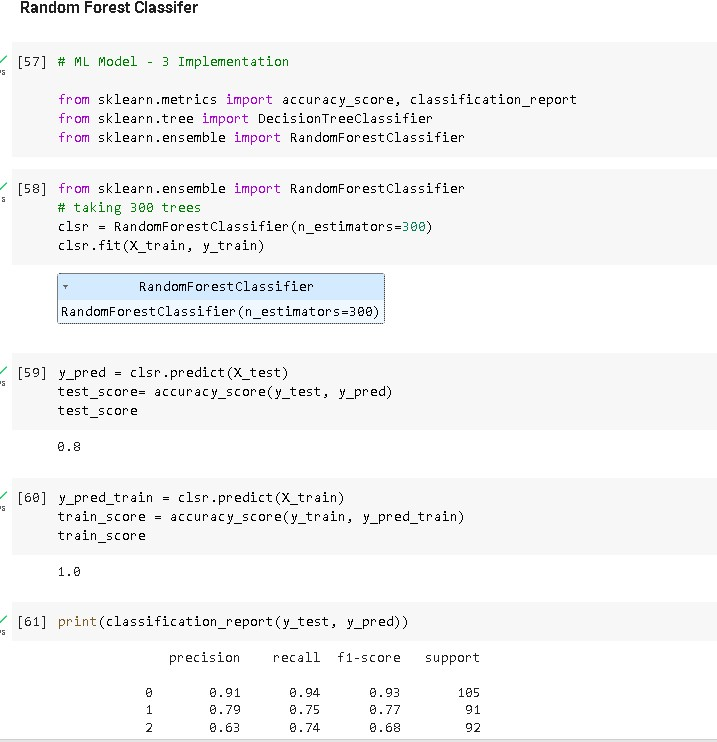 Random Forest Classifer
[57] # ML Model - 3 Implementation
from sklearn.metrics import accuracy_score, classification_report
from sklearn.tree import DecisionTreeClassifier
from sklearn.ensemble import RandomForestClassifier
[58] from sklearn.ensemble import RandomForestClassifier
# taking 300 trees
clsr = RandomForestClassifier(n_estimators=300)
clsr.fit(X_train, y_train)
RandomForestClassifier
RandomForestClassifier(n_estimators=300)
[59] y_pred = clsr.predict(X_test)
test_score= accuracy_score(y_test, y_pred)
test_score
0.8
[60] y_pred_train = clsr.predict(X_train)
train_score = accuracy_score(y_train, y_pred_train)
train_score
1.0
[61] print(classification_report(y_test, y_pred))
precision recall f1-score support
0 0.91 0.94 0.93 105
1 0.79 0.75 0.77 91
2 0.63 0.74 0.68 92